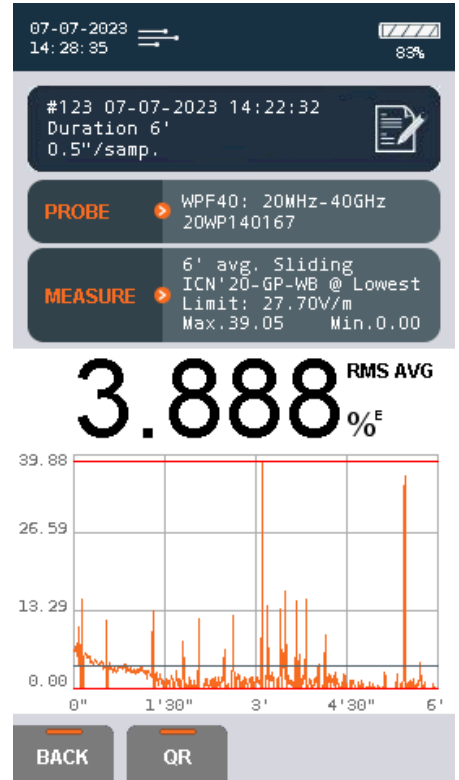 07-07-2023
14:28:35
83%
#123 07-07-2023 14:22:32
Duration 6'
0.5"/samp.
PROBE
WPF40: 20MHz-40GHz
20WP140167
MEASURE
6' avg. Sliding
ICN'20-GP-WB @ Lowest
Limit: 27.70V/m
Max.39.05 Min.0.00
3.888 RMS AVG
%E
39.88
26.59
13.29
0.00
0" 1'30" 3' 4'30" 6'
BACK QR